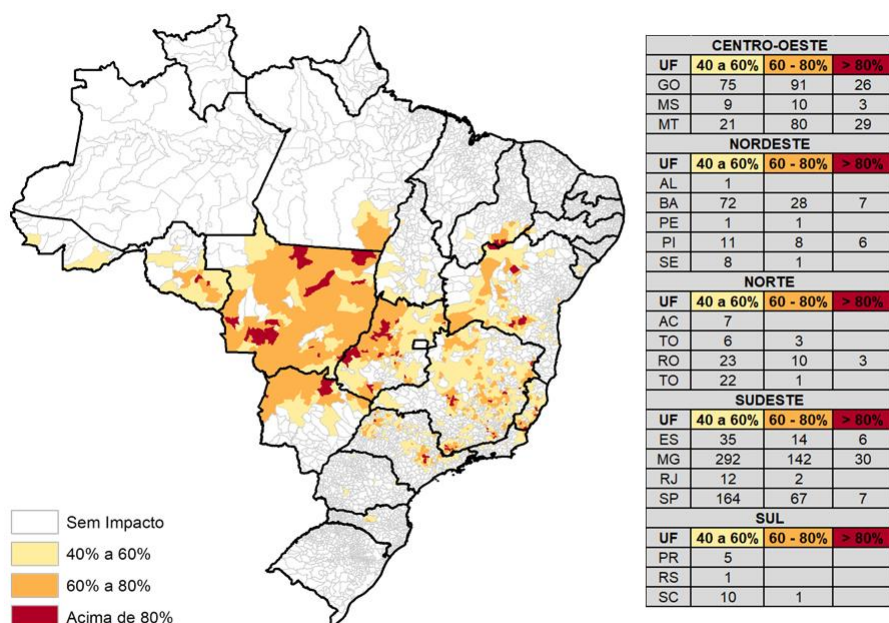 CENTRO-OESTE
UF 40 a 60% 60 - 80% > 80%
GO 75 91 26
MS 9 10 3
MT 21 80 29
NORDESTE
UF 40 a 60% 60 - 80% > 80%
AL 1
BA 72 28 7
PE 1 1
PI 11 8 6
SE 8 1
NORTE
UF 40 a 60% 60 - 80% > 80%
AC 7
TO 6 3
RO 23 10 3
TO 22 1
SUDESTE
UF 40 a 60% 60 - 80% > 80%
ES 35 14 6
MG 292 142 30
RJ 12 2
SP 164 67 7
SUL
UF 40 a 60% 60 - 80% > 80%
PR 5
RS 1
SC 10 1
Sem Impacto
40% a 60%
60% a 80%
Acima de 80%